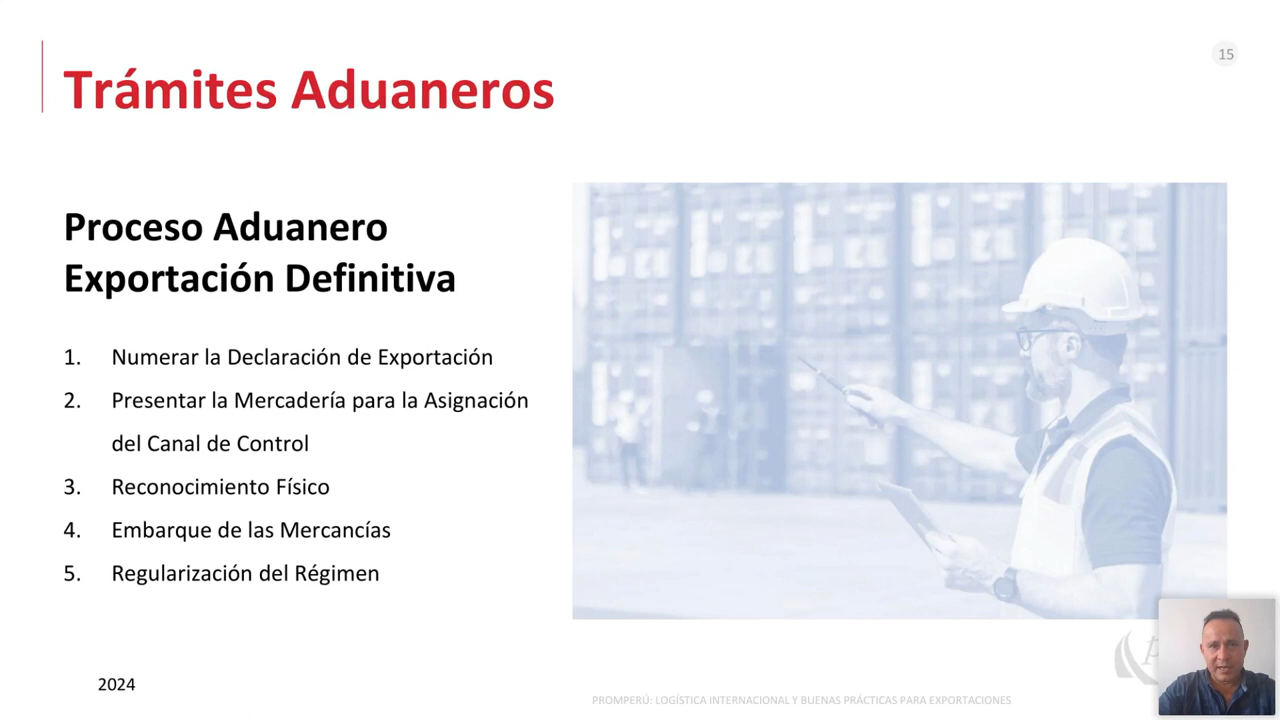 15
Trámites Aduaneros
Proceso Aduanero
Exportación Definitiva
1. Numerar la Declaración de Exportación
2. Presentar la Mercadería para la Asignación
del Canal de Control
3. Reconocimiento Físico
4. Embarque de las Mercancías
5. Regularización del Régimen
2024
PROMPERÚ: LOGÍSTICA INTERNACIONAL Y BUENAS PRÁCTICAS PARA EXPORTACIONES